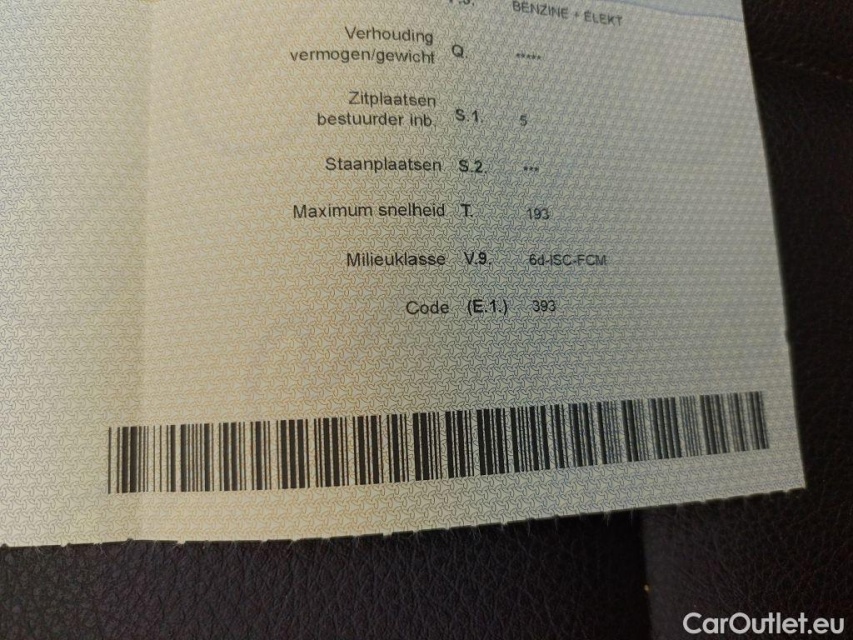 P.3. BENZINE + ELEKT
Verhouding
vermogen/gewicht Q. *****
Zitplaatsen
bestuurder inb. S.1. 5
Staanplaatsen S.2. ***
Maximum snelheid T. 193
Milieuklasse V.9. 6d-ISC-FCM
Code (E.1.) 393
CarOutlet.eu